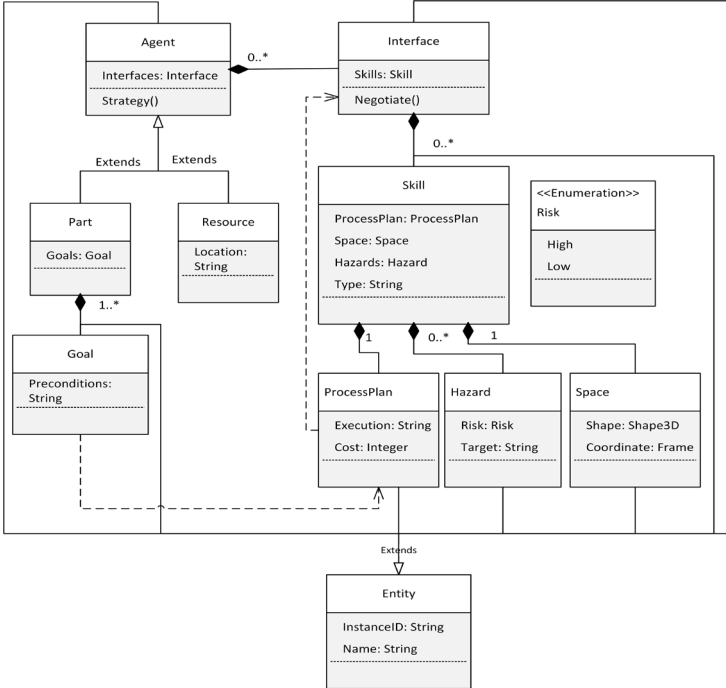 Agent
Interfaces: Interface
Strategy()
0..*
Interface
Skills: Skill
Negotiate()
0..*
Extends
Extends
Part
Goals: Goal
Resource
Location:
String
Skill
ProcessPlan: ProcessPlan
Space: Space
Hazards: Hazard
Type: String
<<Enumeration>>
Risk
High
Low
1..*
Goal
Preconditions:
String
1
0..*
1
ProcessPlan
Execution: String
Cost: Integer
Hazard
Risk: Risk
Target: String
Space
Shape: Shape3D
Coordinate: Frame
Extends
Entity
InstanceID: String
Name: String